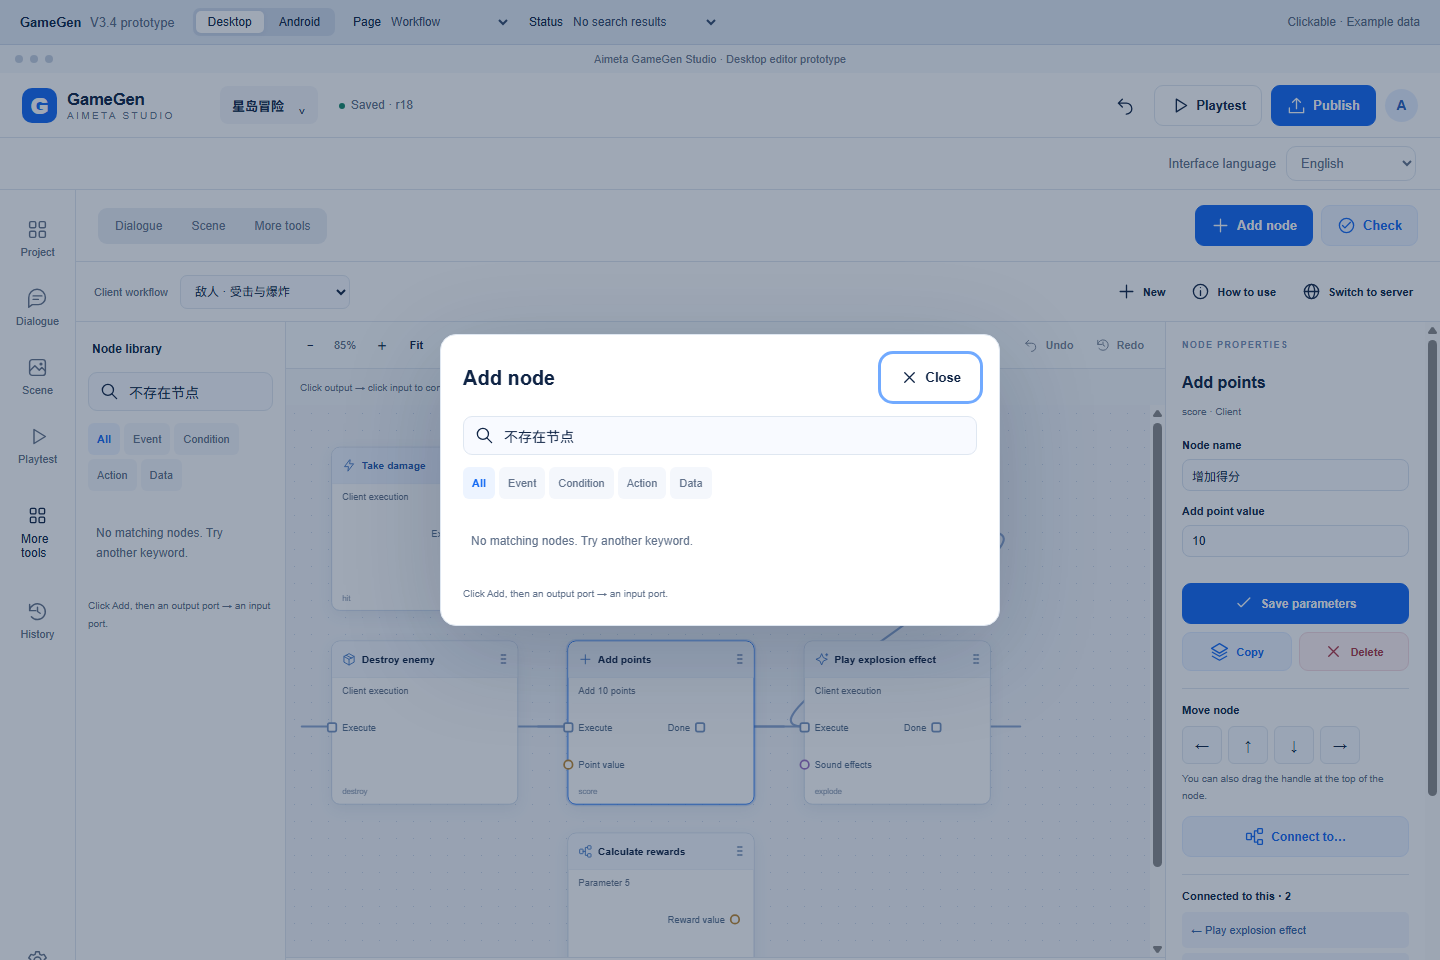 GameGen V3.4 prototype Desktop Android Page Workflow Status No search results Clickable · Example data
Aimeta GameGen Studio · Desktop editor prototype
G GameGen
AIMETA STUDIO
星岛冒险 Saved · r18 Playtest Publish A
Interface language English
Project
Dialogue
Scene
Playtest
More tools
History
Dialogue Scene More tools Add node Check
Client workflow 敌人 · 受击与爆炸 New How to use Switch to server
Node library
不存在节点
All Event Condition
Action Data
No matching nodes. Try
another keyword.
Click Add, then an output port → an input
port.
− 85% + Fit Undo Redo
Click output → click input to
Take damage
Client execution
hit
Add node Close
不存在节点
All Event Condition Action Data
No matching nodes. Try another keyword.
Click Add, then an output port → an input port.
Destroy enemy
Client execution
Execute
destroy
Add points
Add 10 points
Execute Done
Point value
score
Play explosion effect
Client execution
Execute Done
Sound effects
explode
Calculate rewards
Parameter 5
Reward value
NODE PROPERTIES
Add points
score · Client
Node name
增加得分
Add point value
10
Save parameters
Copy Delete
Move node
← ↑ ↓ →
You can also drag the handle at the top of the
node.
Connect to...
Connected to this · 2
← Play explosion effect